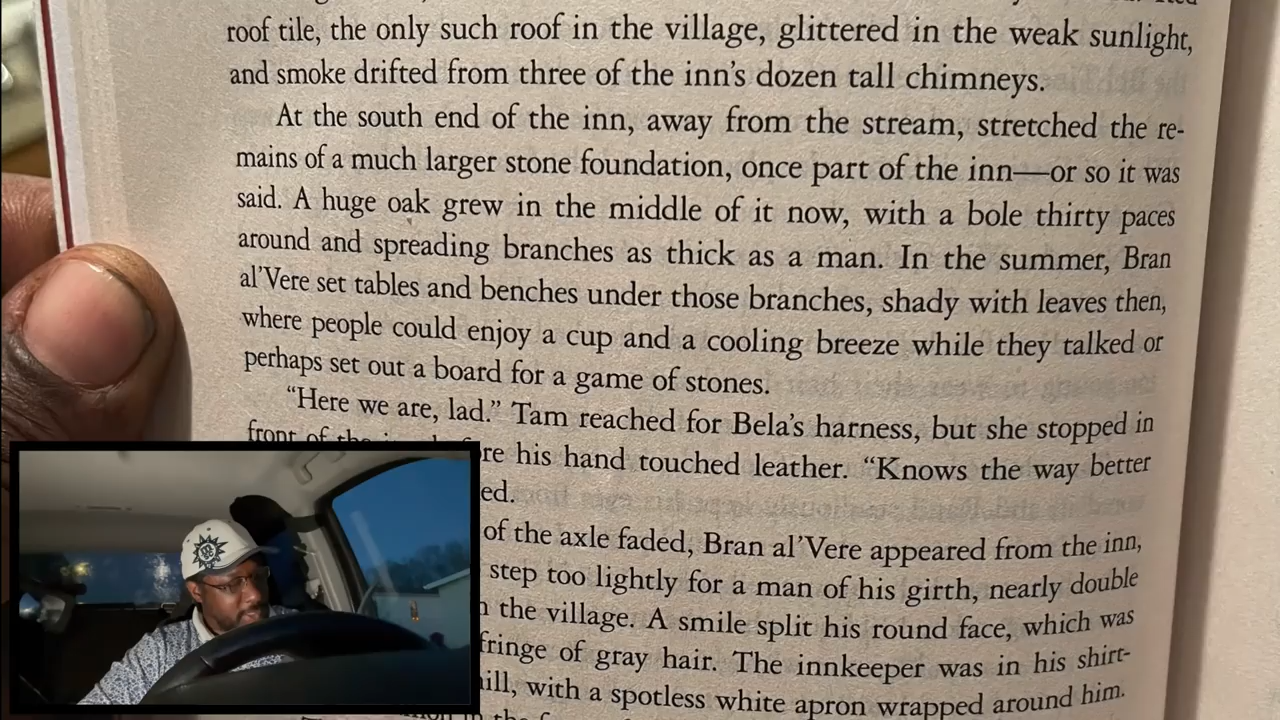 roof tile, the only such roof in the village, glittered in the weak sunlight,
and smoke drifted from three of the inn's dozen tall chimneys.
At the south end of the inn, away from the stream, stretched the re-
mains of a much larger stone foundation, once part of the inn—or so it was
said. A huge oak grew in the middle of it now, with a bole thirty paces
around and spreading branches as thick as a man. In the summer, Bran
al'Vere set tables and benches under those branches, shady with leaves then,
where people could enjoy a cup and a cooling breeze while they talked or
perhaps set out a board for a game of stones.
"Here we are, lad." Tam reached for Bela's harness, but she stopped in
front of the his hand touched leather. "Knows the way better
of the axle faded, Bran al'Vere appeared from the inn,
step too lightly for a man of his girth, nearly double
the village. A smile split his round face, which was
fringe of gray hair. The innkeeper was in his shirt-
with a spotless white apron wrapped around him.